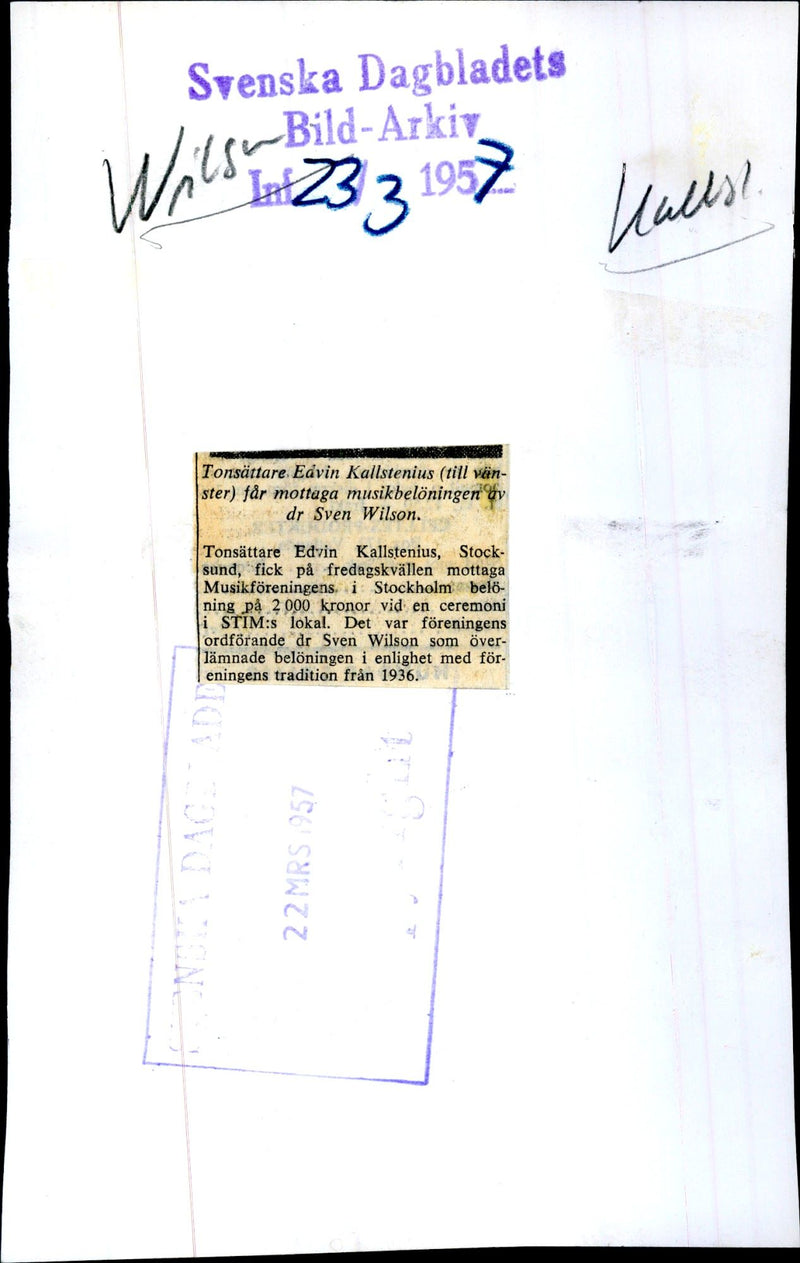 Svenska Dagbladets
Bild-Arkiv
Wilson
Inf. 23/3 1957
Kallst.
Tonsättare Edvin Kallstenius (till vän-
ster) får mottaga musikbelöningen av
dr Sven Wilson.
Tonsättare Edvin Kallstenius, Stock-
sund, fick på fredagskvällen mottaga
Musikföreningens i Stockholm belö-
ning på 2 000 kronor vid en ceremoni
i STIM:s lokal. Det var föreningens
ordförande dr Sven Wilson som över-
lämnade belöningen i enlighet med för-
eningens tradition från 1936.
22 MRS 1957